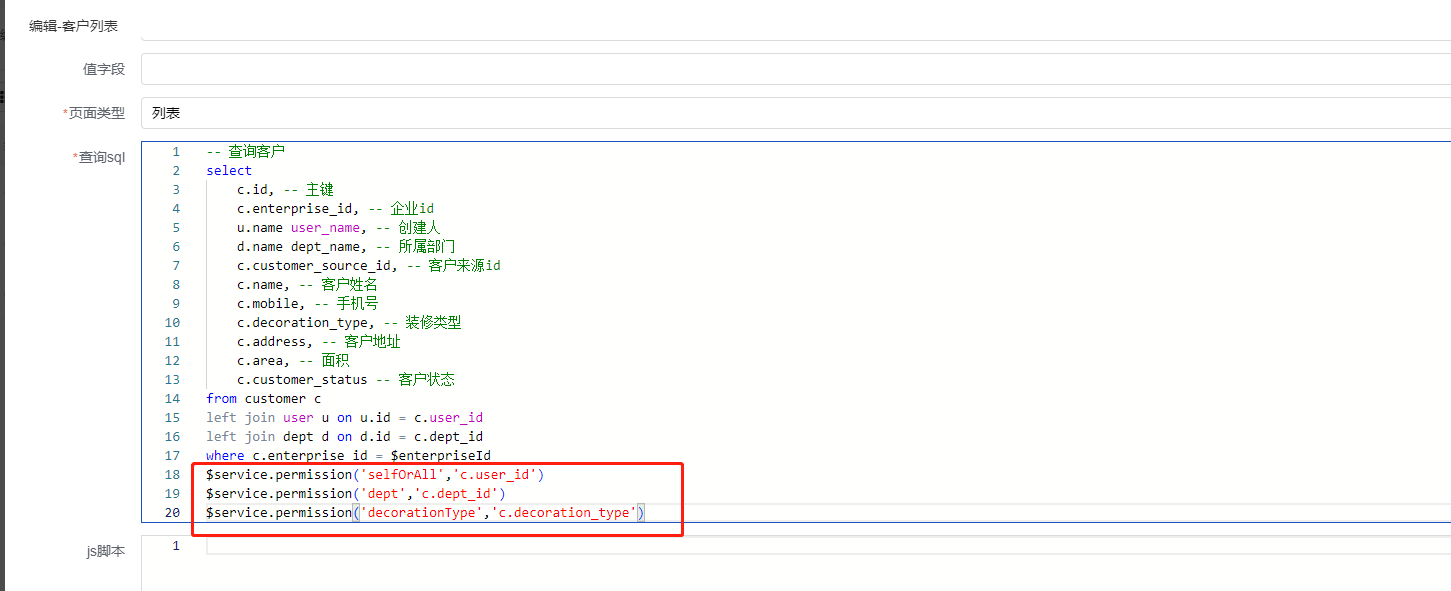 编辑-客户列表
值字段
*页面类型 列表
*查询sql
1 -- 查询客户
2 select
3 c.id, -- 主键
4 c.enterprise_id, -- 企业id
5 u.name user_name, -- 创建人
6 d.name dept_name, -- 所属部门
7 c.customer_source_id, -- 客户来源id
8 c.name, -- 客户姓名
9 c.mobile, -- 手机号
10 c.decoration_type, -- 装修类型
11 c.address, -- 客户地址
12 c.area, -- 面积
13 c.customer_status -- 客户状态
14 from customer c
15 left join user u on u.id = c.user_id
16 left join dept d on d.id = c.dept_id
17 where c.enterprise_id = $enterpriseId
18 $service.permission('selfOrAll','c.user_id')
19 $service.permission('dept','c.dept_id')
20 $service.permission('decorationType','c.decoration_type')
js脚本 1